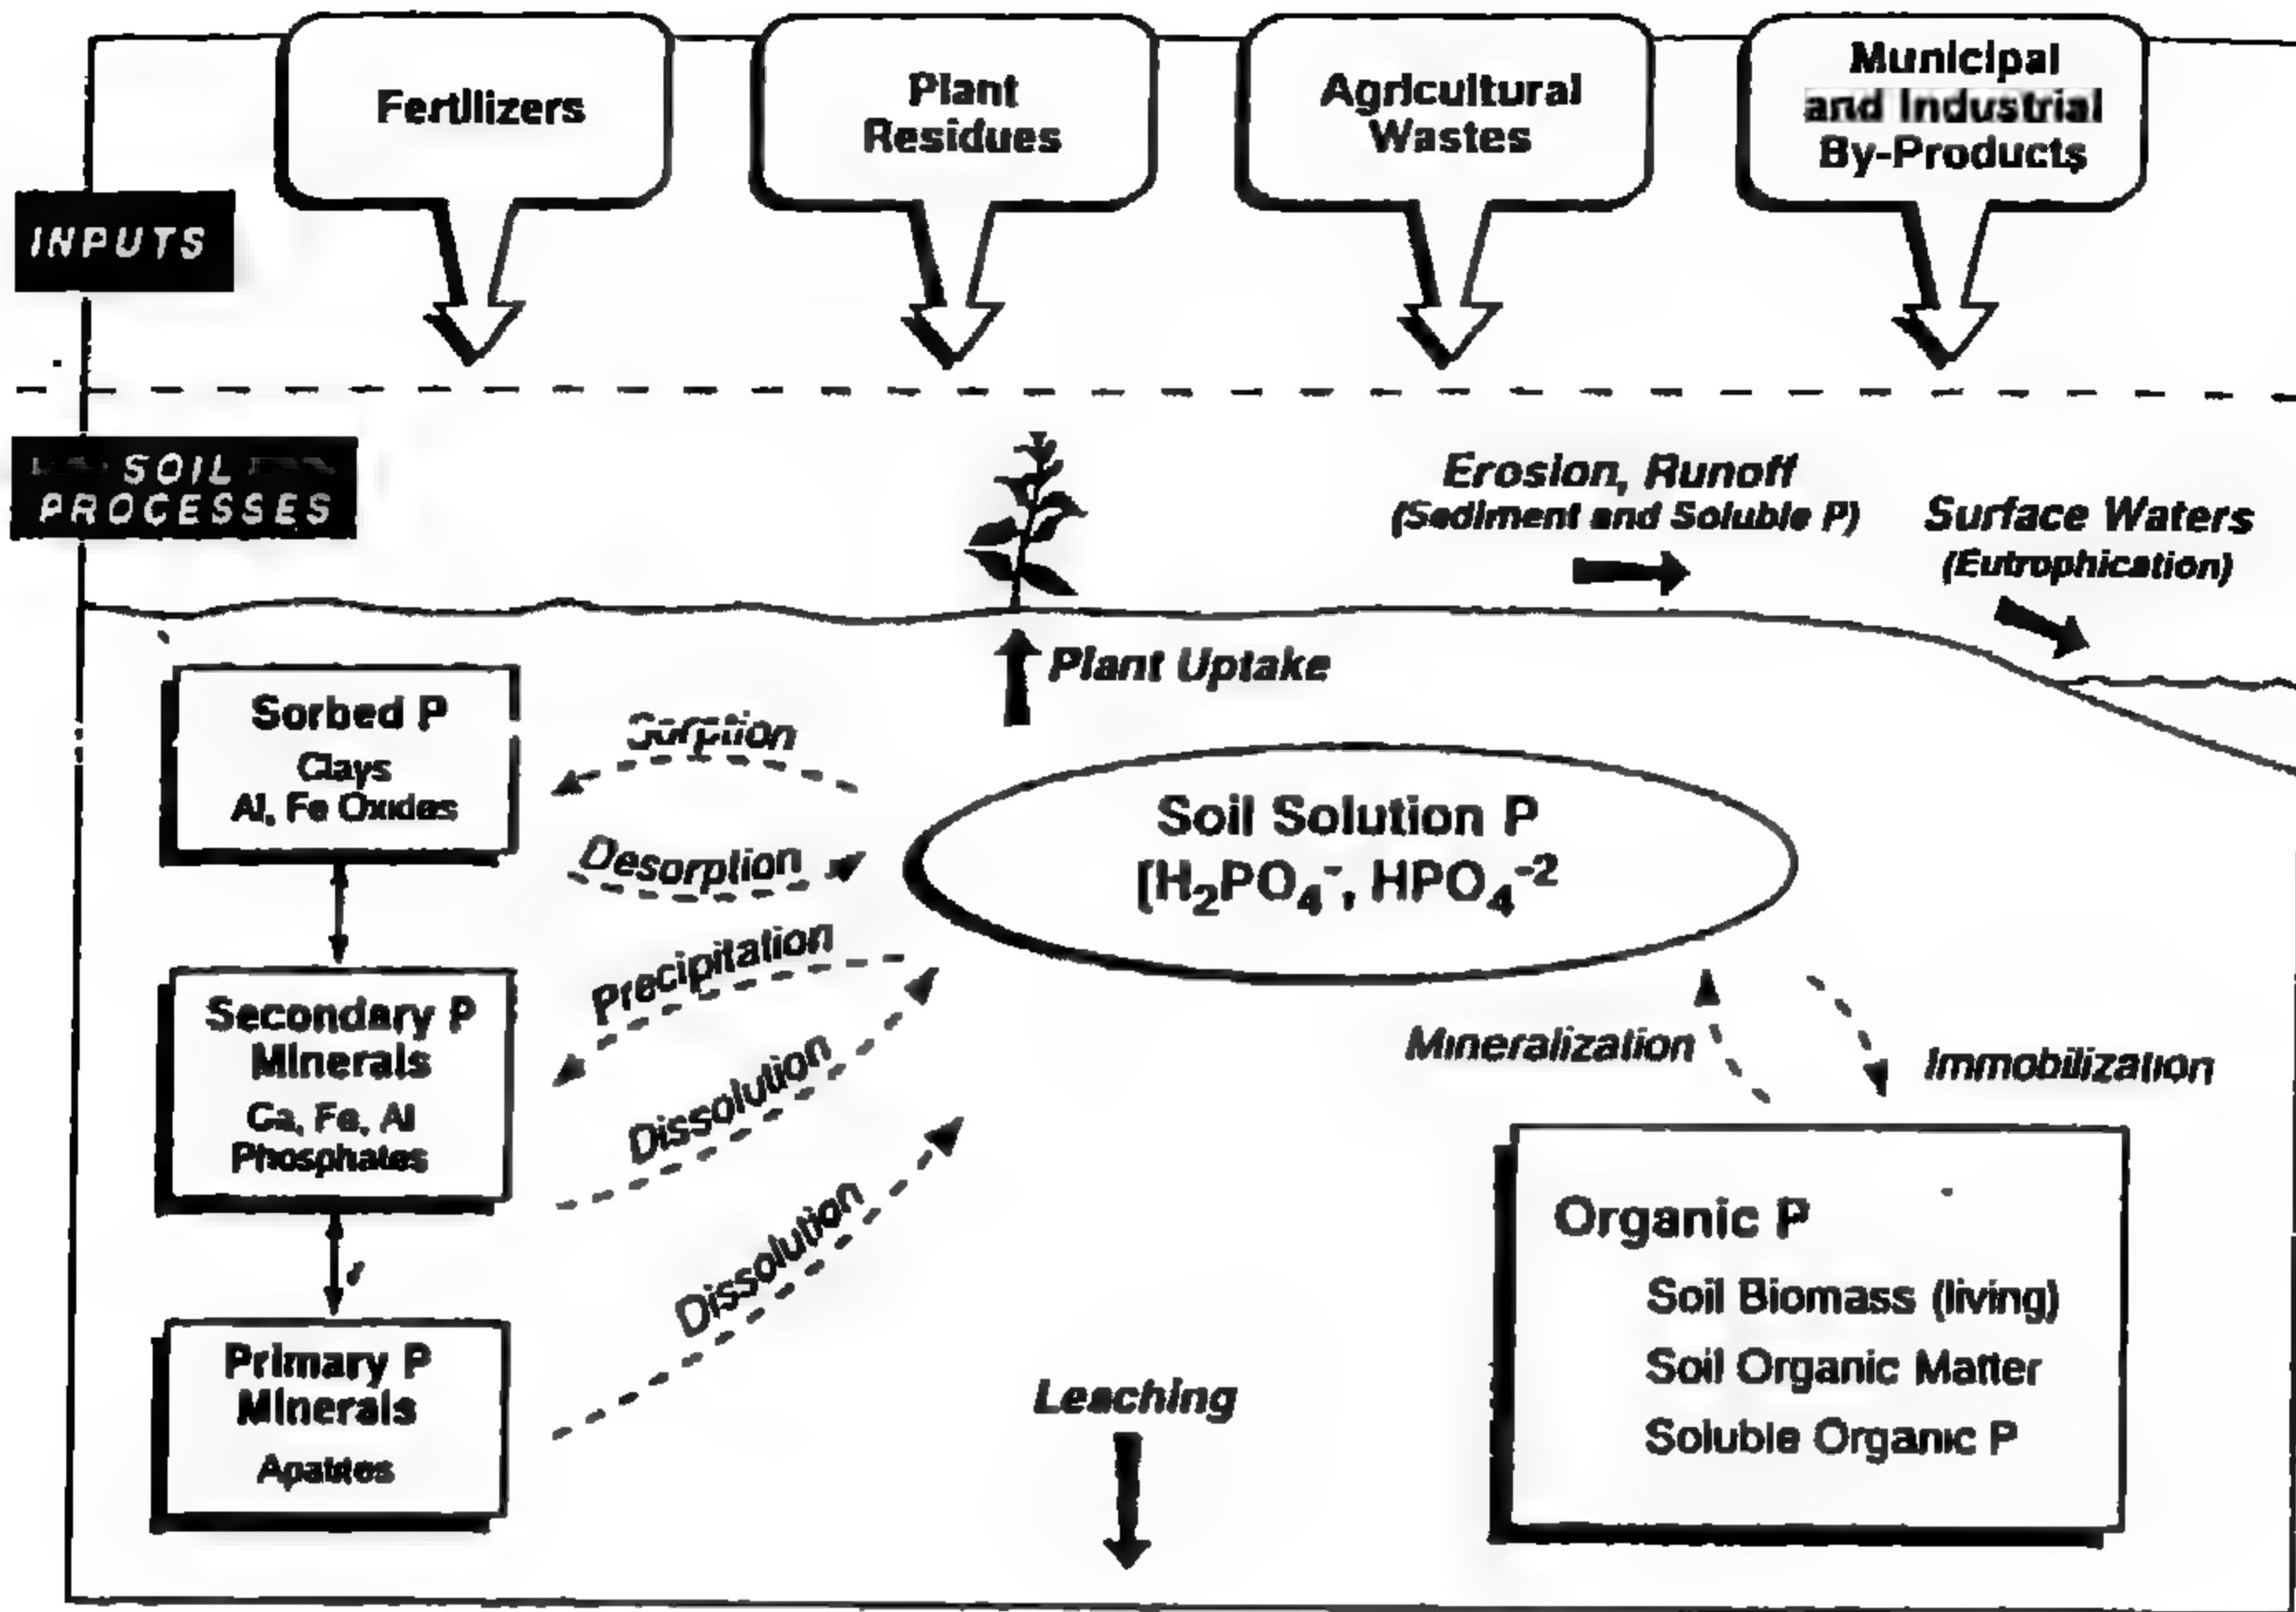 Fertilizers
Plant
Residues
Agricultural
Wastes
Municipal
and Industrial
By-Products
INPUTS
SOIL
PROCESSES
Erosion, Runoff
(Sediment and Soluble P)
Surface Waters
(Eutrophication)
Plant Uptake
Sorbed P
Clays
Al, Fe Oxides
Sorption
Desorption
Soil Solution P
[H₂PO₄⁻, HPO₄⁻²
Precipitation
Secondary P
Minerals
Ca, Fe, Al
Phosphates
Dissolution
Mineralization
Immobilization
Dissolution
Primary P
Minerals
Apatites
Leaching
Organic P
Soil Biomass (living)
Soil Organic Matter
Soluble Organic P